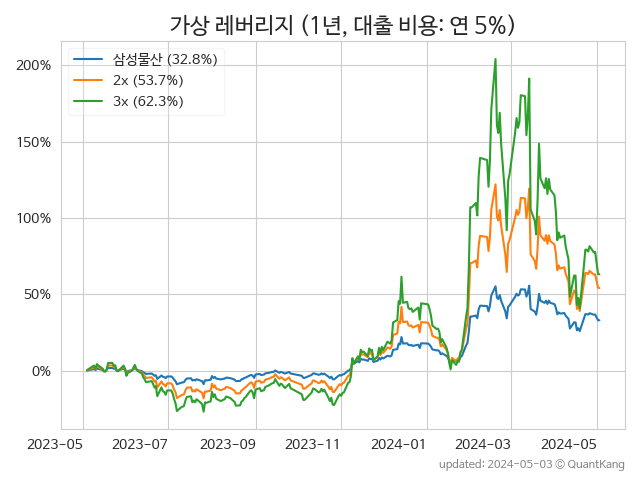 가상 레버리지 (1년, 대출 비용: 연 5%)
삼성물산 (32.8%)
2x (53.7%)
3x (62.3%)
200%
150%
100%
50%
0%
2023-05 2023-07 2023-09 2023-11 2024-01 2024-03 2024-05
updated: 2024-05-03 ⓒ QuantKang